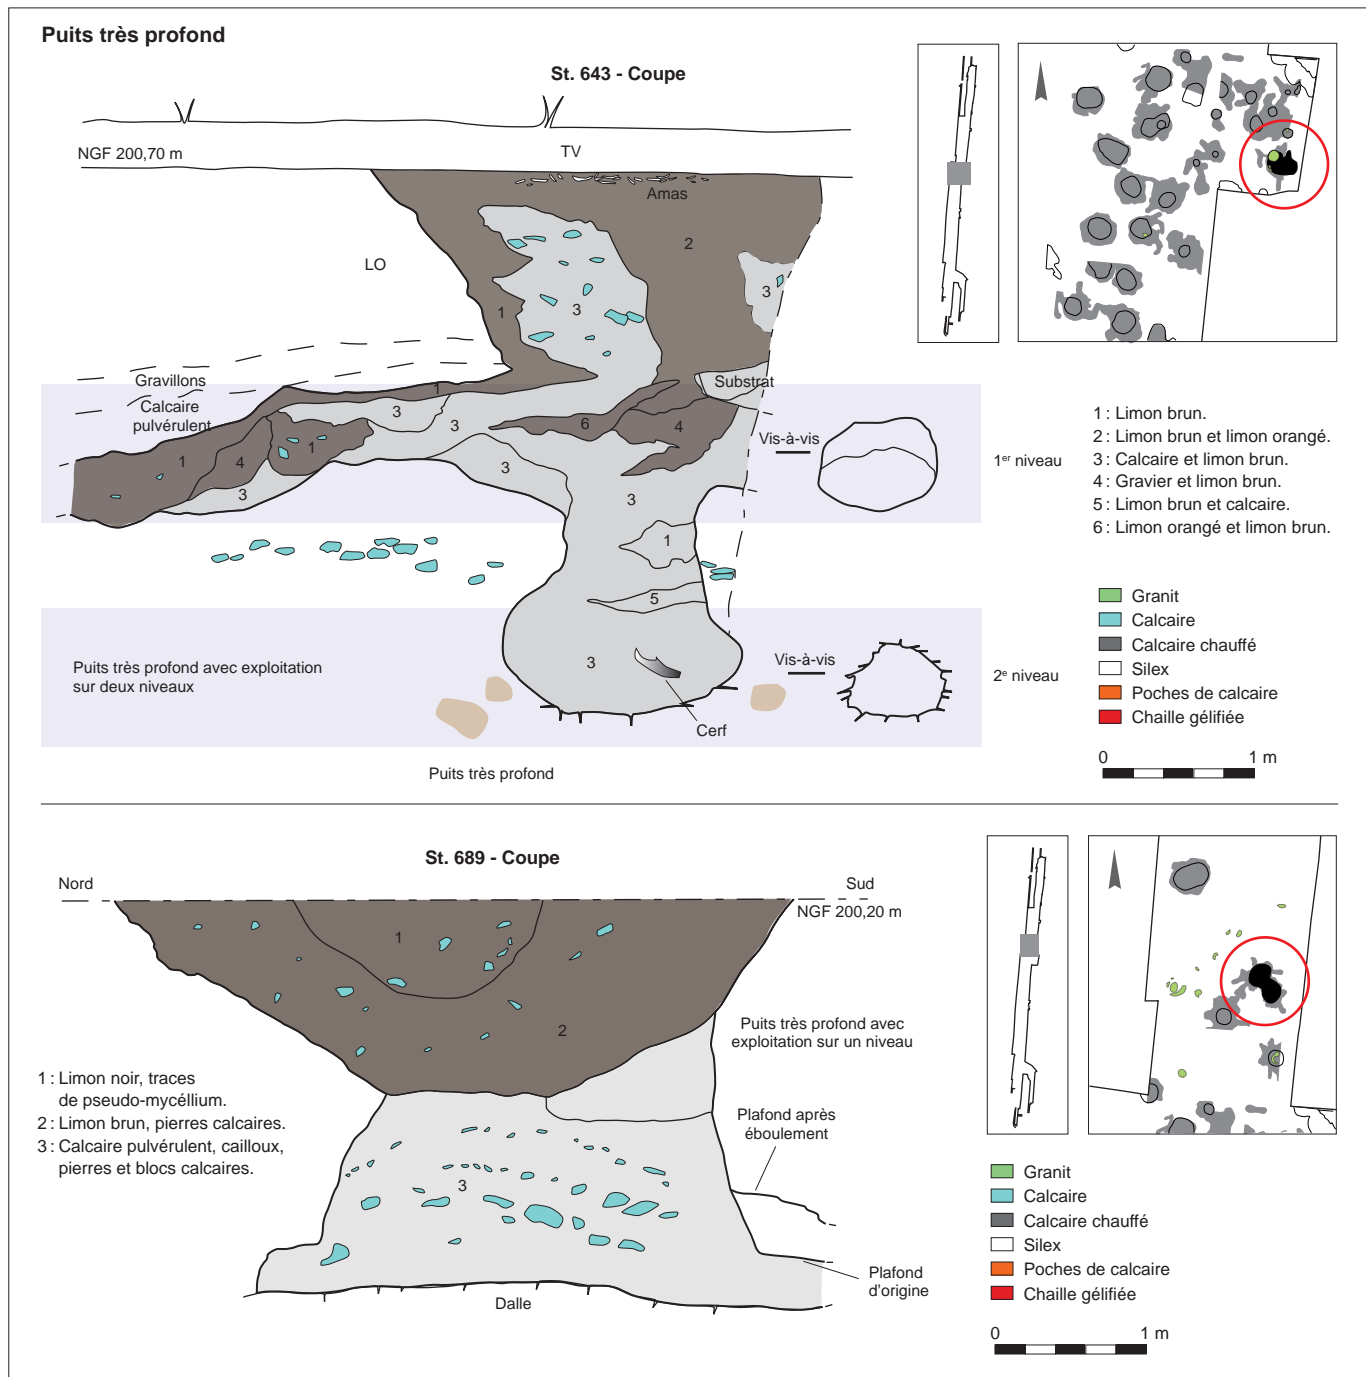 Puits très profond
St. 643 - Coupe
NGF 200,70 m
TV
Amas
2
LO
3
3
1
Gravillons
Calcaire
pulvérulent
1
Substrat
3
3
6
4
1
1
4
3
3
3
Vis-à-vis
1er niveau
1 : Limon brun.
2 : Limon brun et limon orangé.
3 : Calcaire et limon brun.
4 : Gravier et limon brun.
5 : Limon brun et calcaire.
6 : Limon orangé et limon brun.
1
5
3
Puits très profond avec exploitation
sur deux niveaux
Vis-à-vis
2e niveau
Cerf
Puits très profond
Granit
Calcaire
Calcaire chauffé
Silex
Poches de calcaire
Chaille gélifiée
0 1 m
St. 689 - Coupe
Nord
Sud
NGF 200,20 m
1
2
3
Puits très profond avec
exploitation sur un niveau
Plafond après
éboulement
Plafond
d'origine
Dalle
1 : Limon noir, traces
de pseudo-mycéllium.
2 : Limon brun, pierres calcaires.
3 : Calcaire pulvérulent, cailloux,
pierres et blocs calcaires.
Granit
Calcaire
Calcaire chauffé
Silex
Poches de calcaire
Chaille gélifiée
0 1 m